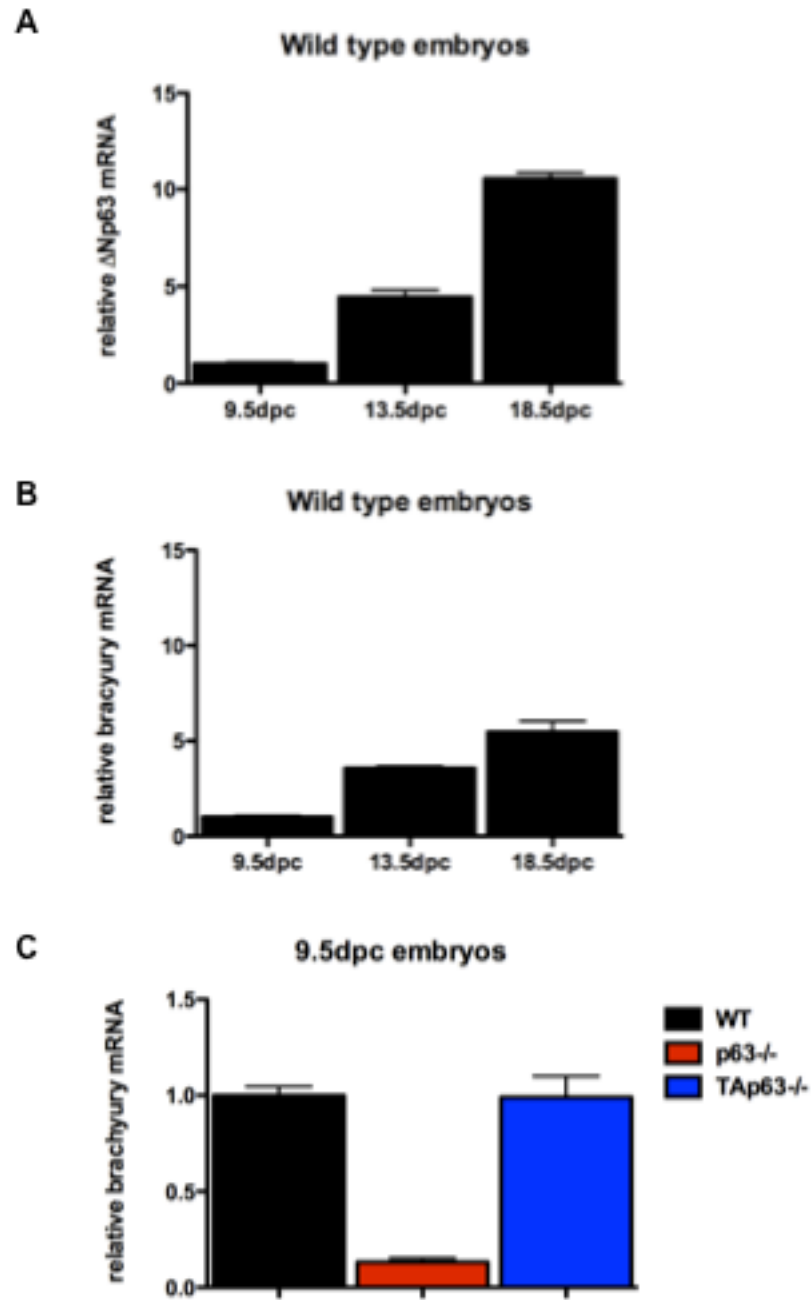 A
Wild type embryos
relative ΔNp63 mRNA
15
10
5
0
9.5dpc 13.5dpc 18.5dpc
B
Wild type embryos
relative bracyury mRNA
15
10
5
0
9.5dpc 13.5dpc 18.5dpc
C
9.5dpc embryos
relative brachyury mRNA
1.5
1.0
0.5
0.0
WT
p63-/-
TAp63-/-